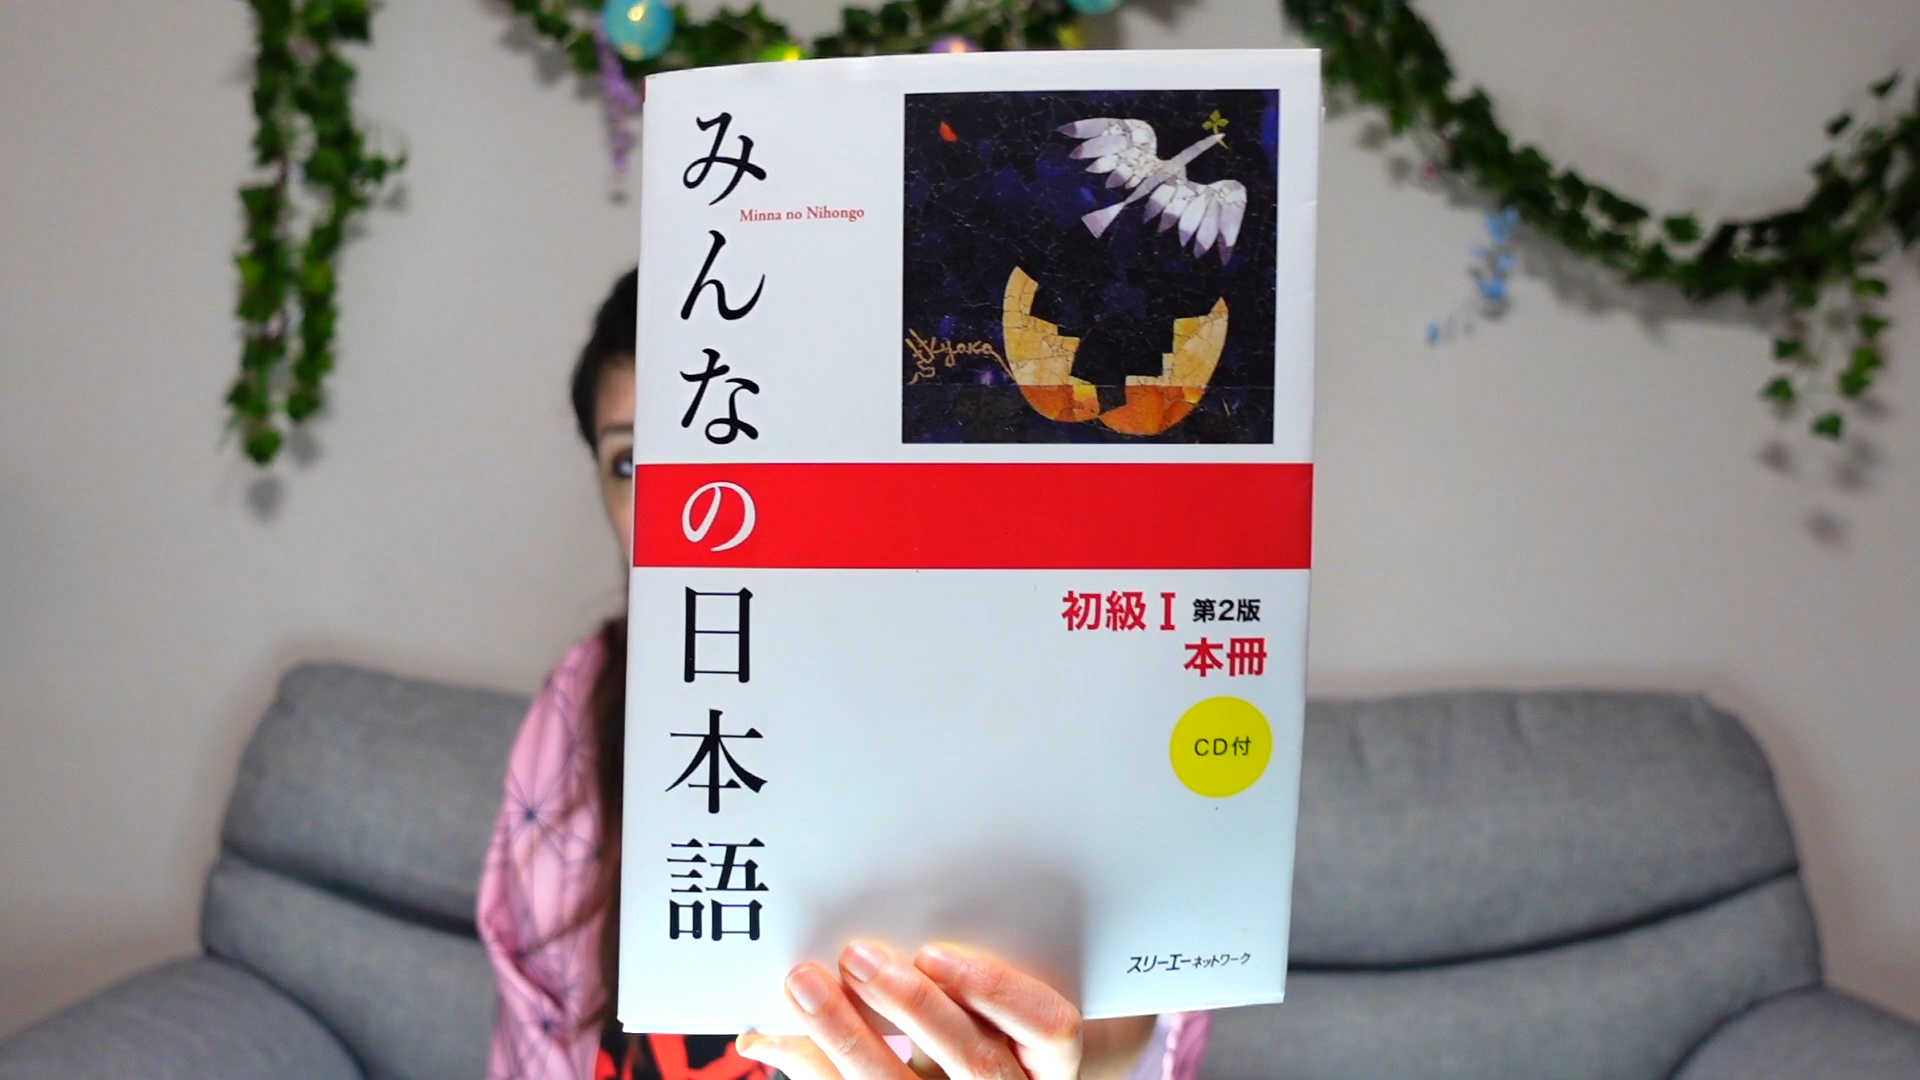 みんなの日本語
Minna no Nihongo
Hkyoko
初級I 第2版
本冊
CD付
スリーエーネットワーク